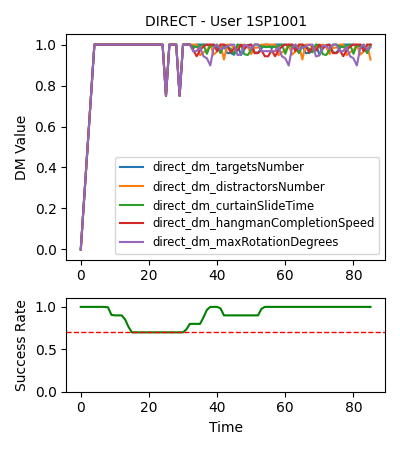 DIRECT - User 1SP1001
DM Value
1.0
0.8
0.6
0.4
0.2
0.0
direct_dm_targetsNumber
direct_dm_distractorsNumber
direct_dm_curtainSlideTime
direct_dm_hangmanCompletionSpeed
direct_dm_maxRotationDegrees
0 20 40 60 80
Success Rate
1.0
0.5
0.0
0 20 40 60 80
Time